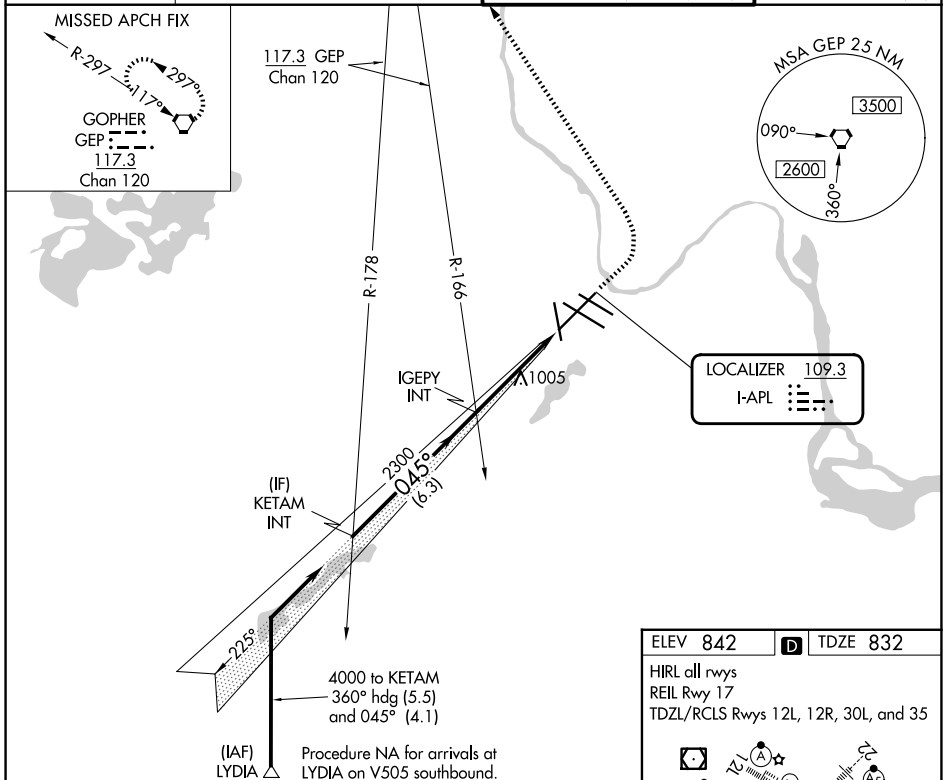 MISSED APCH FIX
R-297
297°
117°
GOPHER
GEP
117.3
Chan 120
117.3 GEP
Chan 120
MSA GEP 25 NM
3500
090°
2600
360°
R-178
R-166
IGEPY
INT
1005
LOCALIZER 109.3
I-APL
2300
045°
(6.3)
(IF)
KETAM
INT
225°
4000 to KETAM
360° hdg (5.5)
and 045° (4.1)
(IAF)
LYDIA
Procedure NA for arrivals at
LYDIA on V505 southbound.
ELEV 842 D TDZE 832
HIRL all rwys
REIL Rwy 17
TDZL/RCLS Rwys 12L, 12R, 30L, and 35
12L
A
22
A